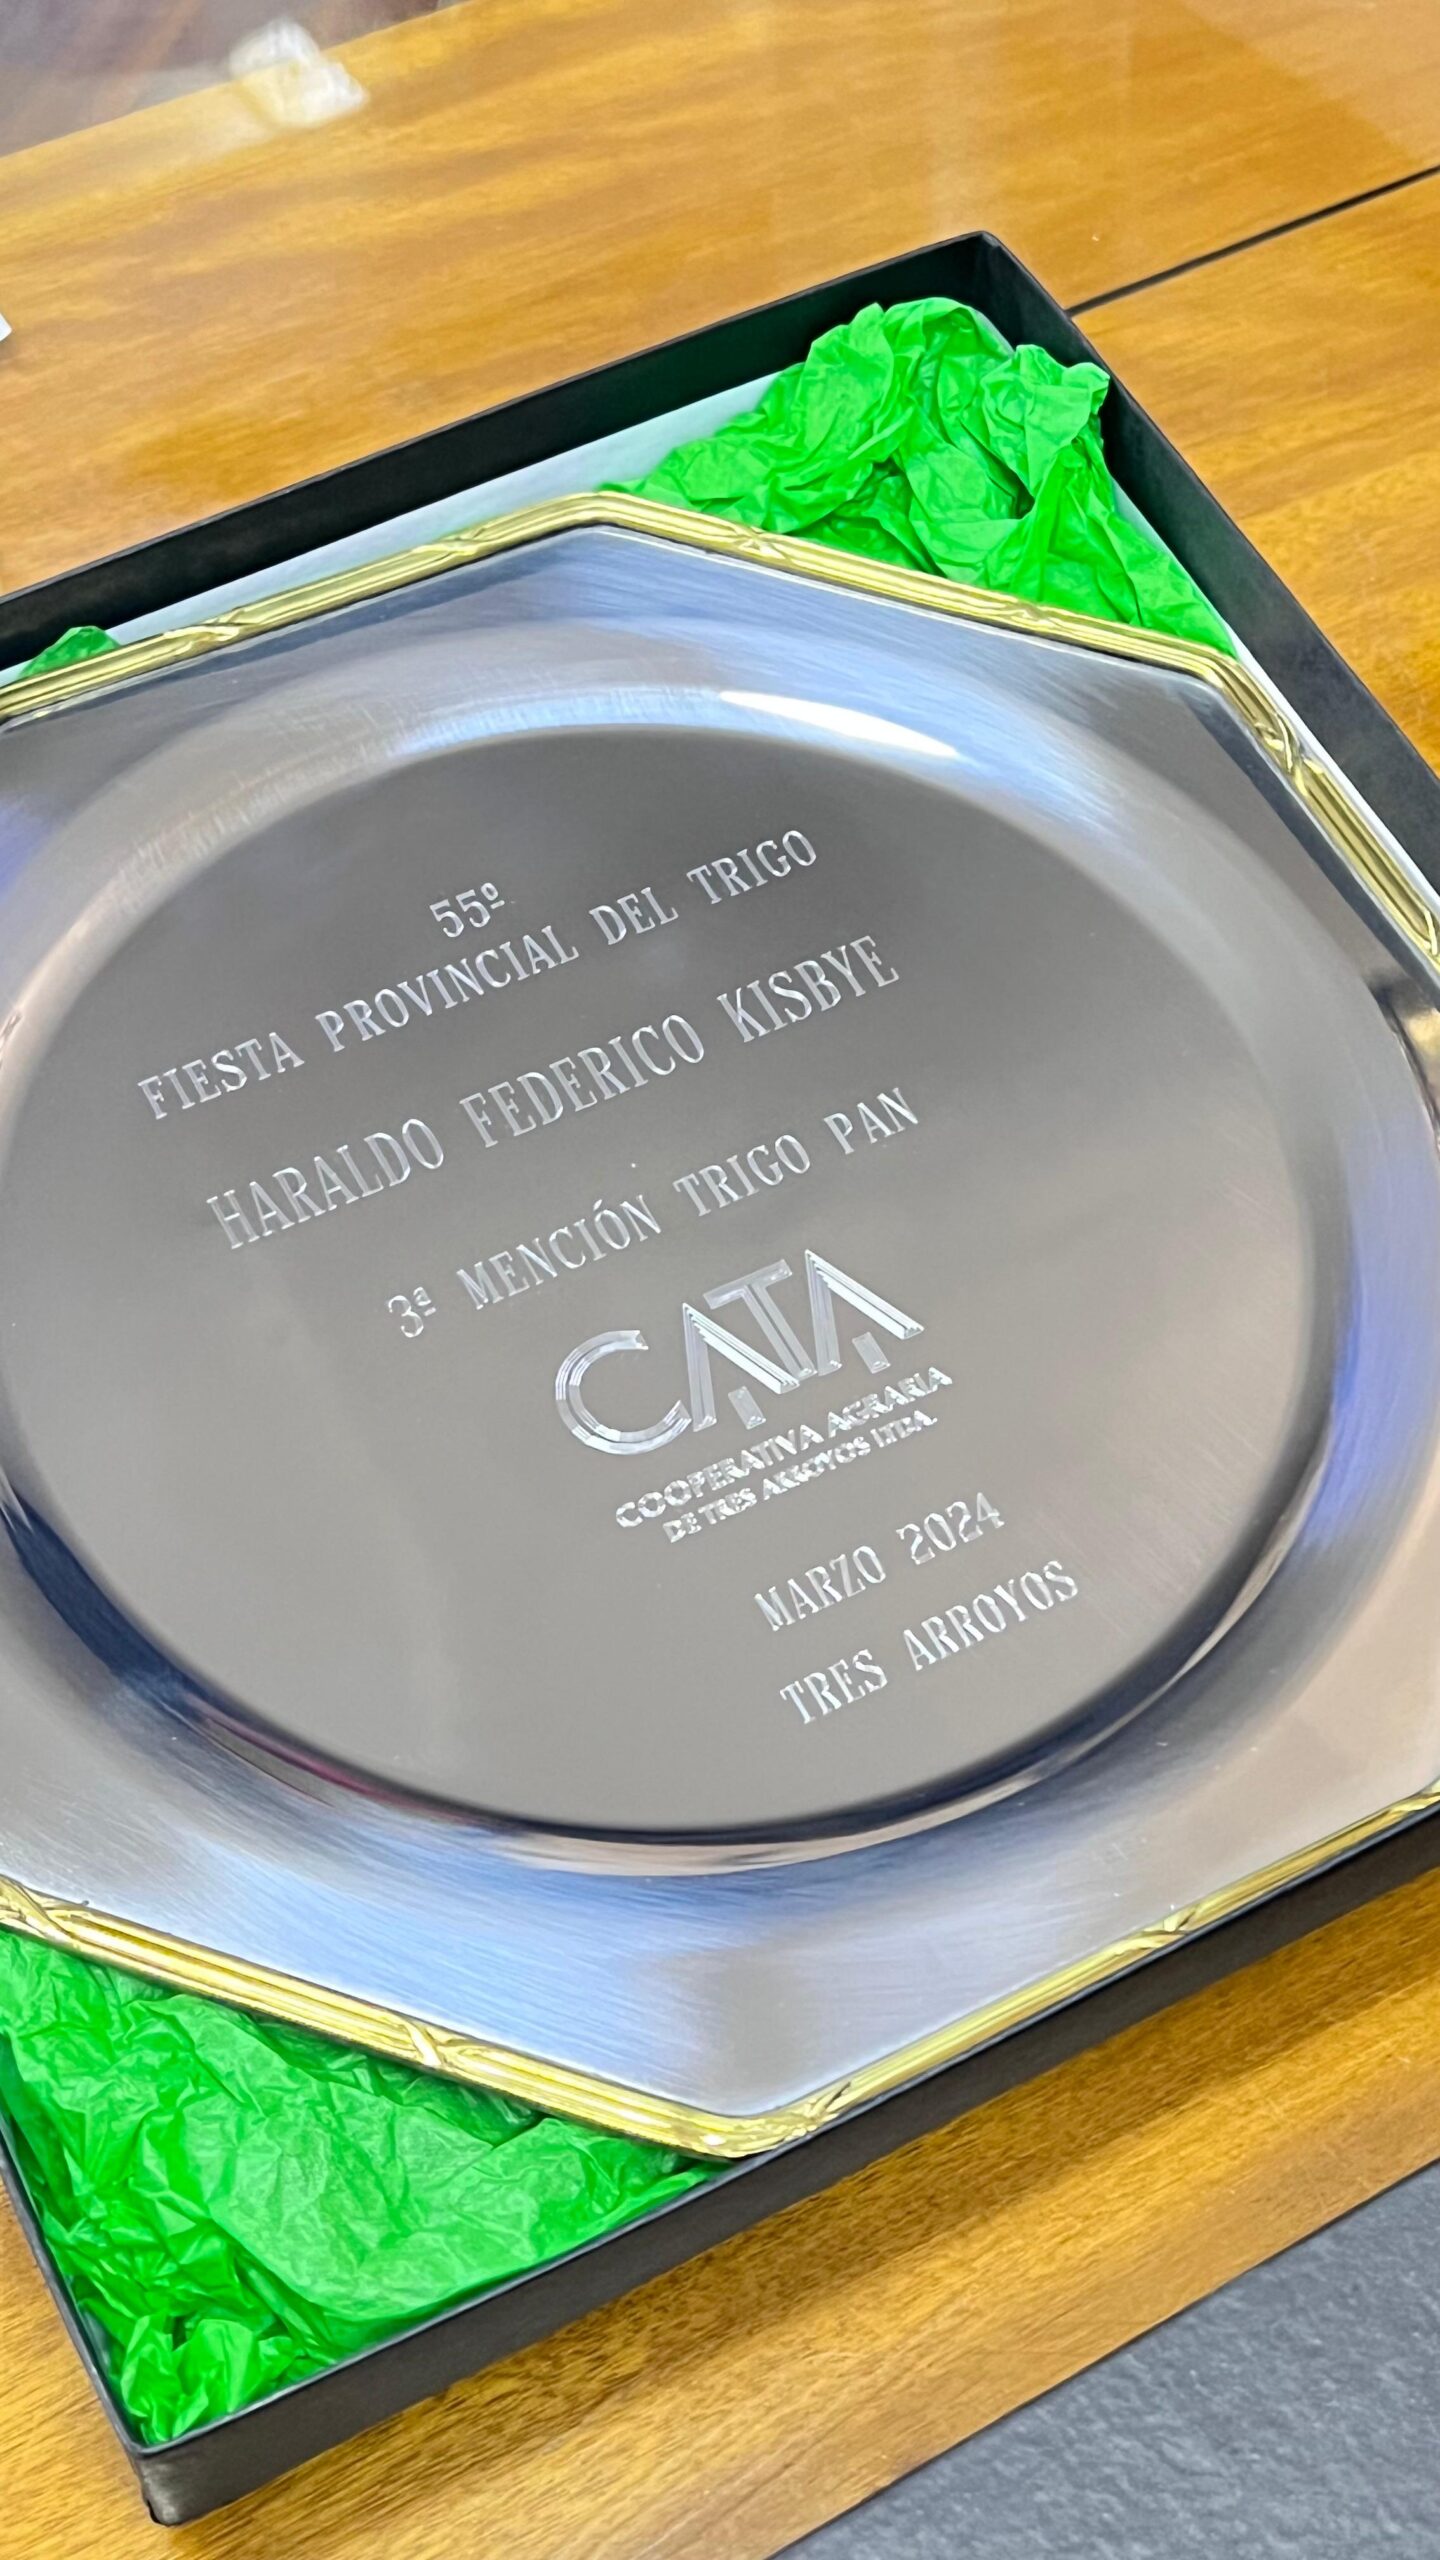 55º
FIESTA PROVINCIAL DEL TRIGO
HARALDO FEDERICO KISBYE
3ª MENCIÓN TRIGO PAN
CATA
COOPERATIVA AGRARIA
DE TRES ARROYOS LTDA.
MARZO 2024
TRES ARROYOS